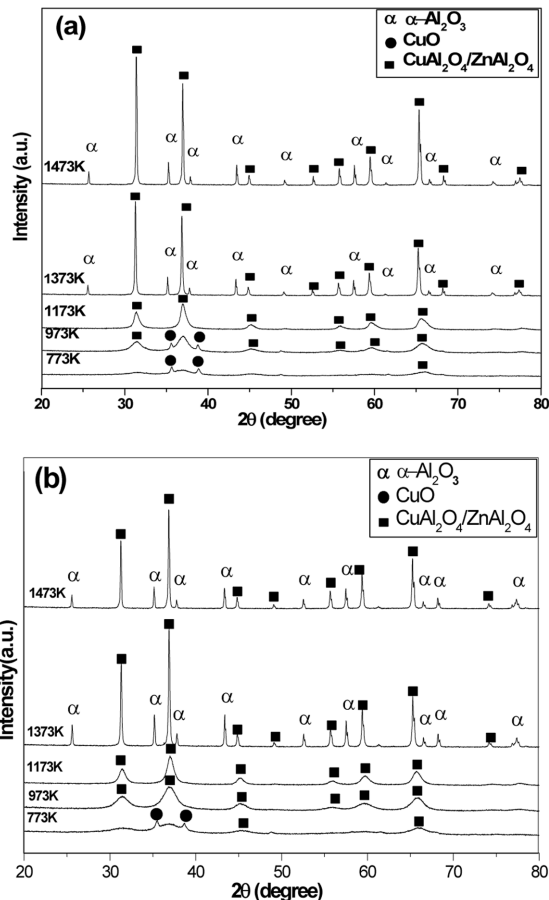 (a)
α α–Al₂O₃
CuO
CuAl₂O₄/ZnAl₂O₄
Intensity (a.u.)
α α α α α α α α α
1473K
α α α α α α α α α
1373K
1173K
973K
773K
20 30 40 50 60 70 80
2θ (degree)
(b)
α α–Al₂O₃
CuO
CuAl₂O₄/ZnAl₂O₄
Intensity(a.u.)
α α α α α α α α α
1473K
α α α α α α α α α
1373K
1173K
973K
773K
20 30 40 50 60 70 80
2θ (degree)